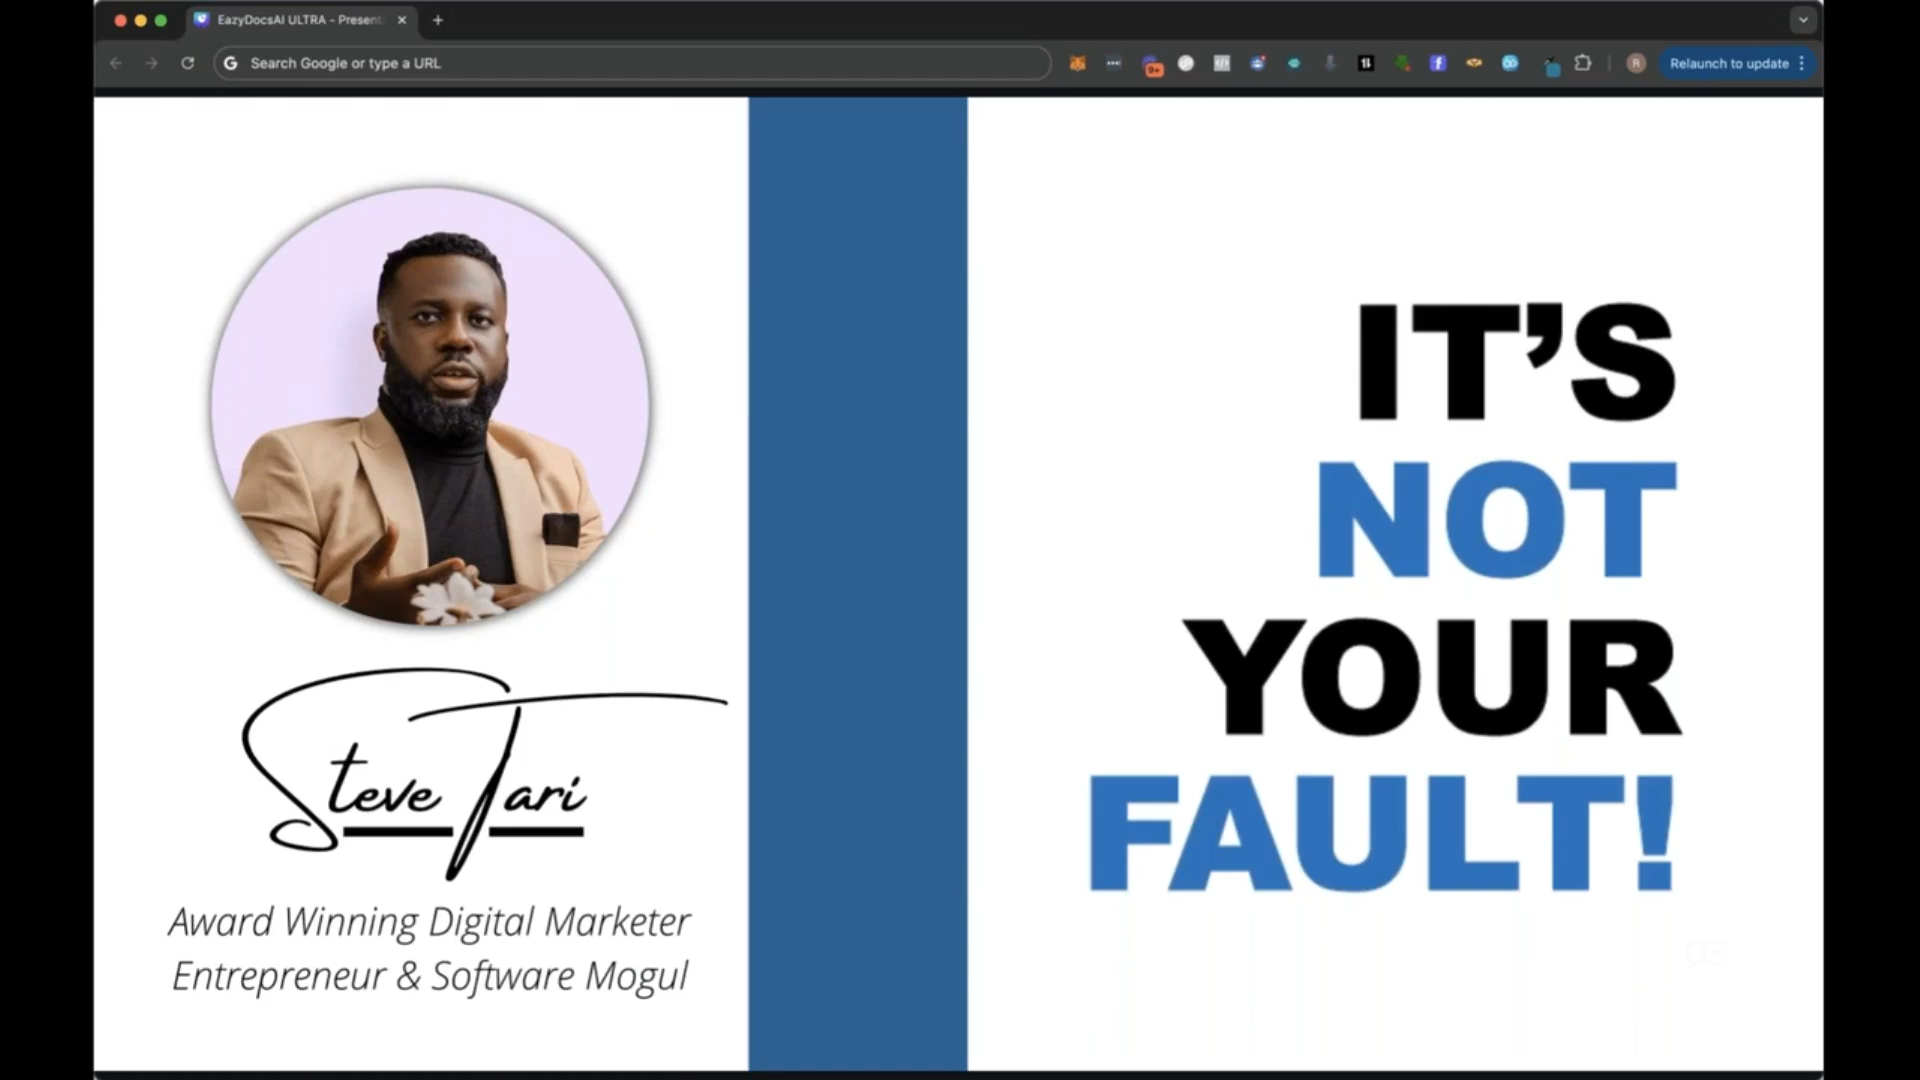 EazyDocsAI ULTRA - Present
Search Google or type a URL
9+
R
Relaunch to update
Steve Tari
Award Winning Digital Marketer
Entrepreneur & Software Mogul
IT’S
NOT
YOUR
FAULT!